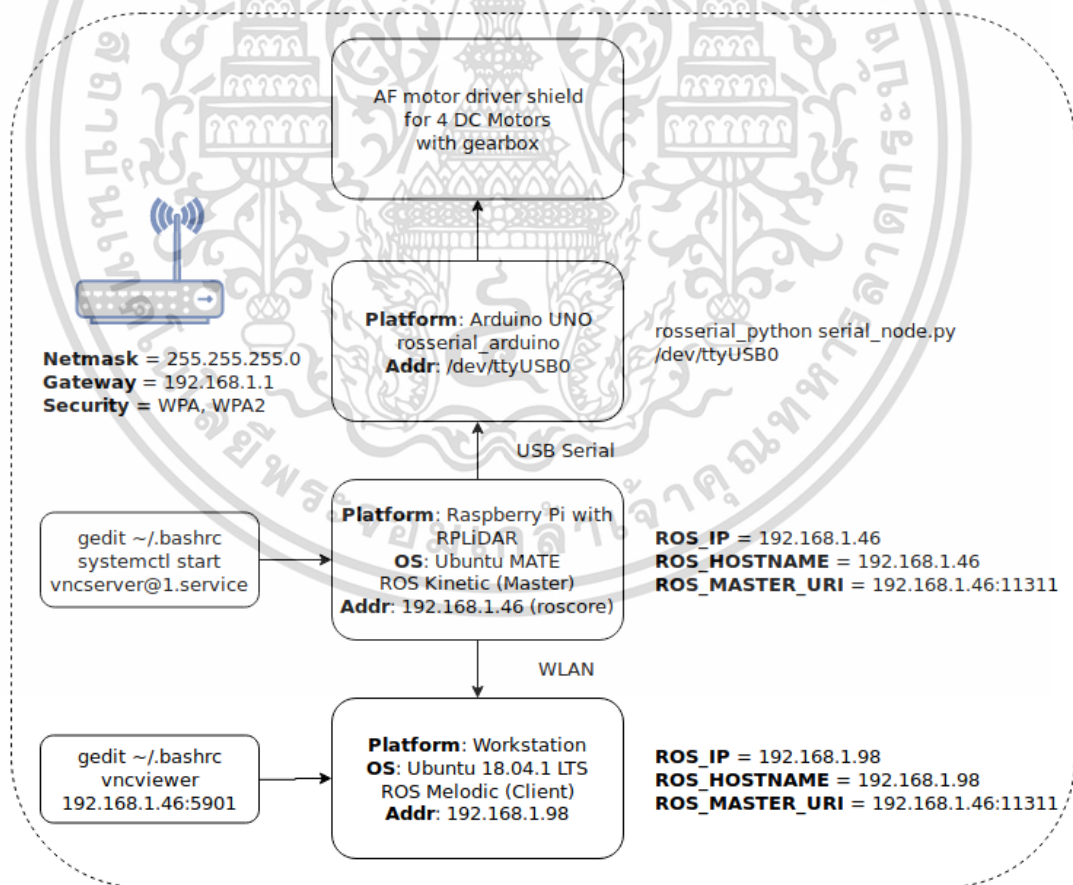 AF motor driver shield
for 4 DC Motors
with gearbox
Platform: Arduino UNO
rosserial_arduino
Addr: /dev/ttyUSB0
rosserial_python serial_node.py
/dev/ttyUSB0
Netmask = 255.255.255.0
Gateway = 192.168.1.1
Security = WPA, WPA2
USB Serial
gedit ~/.bashrc
systemctl start
vncserver@1.service
Platform: Raspberry Pi with
RPLiDAR
OS: Ubuntu MATE
ROS Kinetic (Master)
Addr: 192.168.1.46 (roscore)
ROS_IP = 192.168.1.46
ROS_HOSTNAME = 192.168.1.46
ROS_MASTER_URI = 192.168.1.46:11311
WLAN
gedit ~/.bashrc
vncviewer
192.168.1.46:5901
Platform: Workstation
OS: Ubuntu 18.04.1 LTS
ROS Melodic (Client)
Addr: 192.168.1.98
ROS_IP = 192.168.1.98
ROS_HOSTNAME = 192.168.1.98
ROS_MASTER_URI = 192.168.1.46:11311